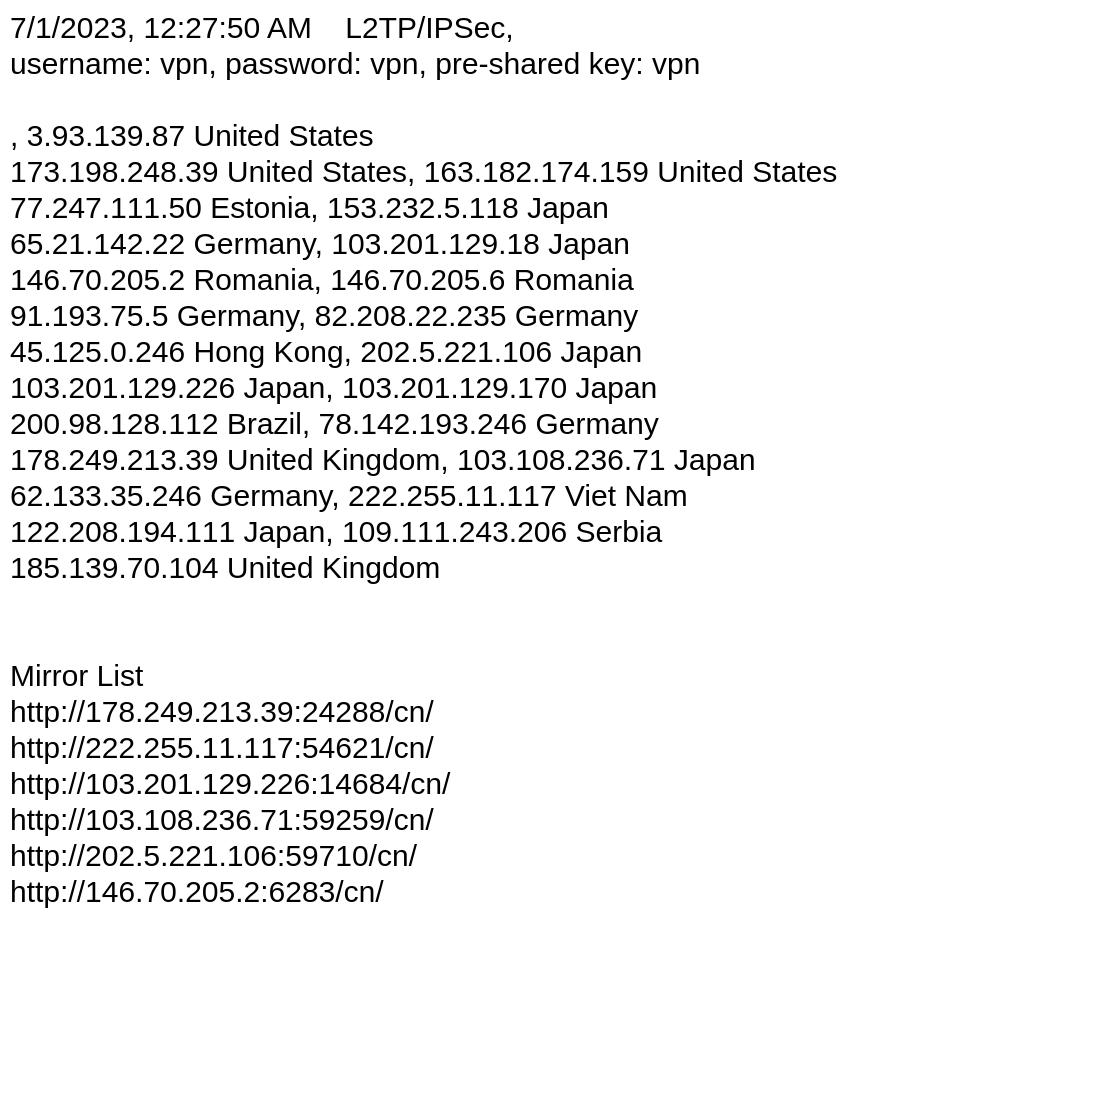 7/1/2023, 12:27:50 AM    L2TP/IPSec,
username: vpn, password: vpn, pre-shared key: vpn
, 3.93.139.87 United States
173.198.248.39 United States, 163.182.174.159 United States
77.247.111.50 Estonia, 153.232.5.118 Japan
65.21.142.22 Germany, 103.201.129.18 Japan
146.70.205.2 Romania, 146.70.205.6 Romania
91.193.75.5 Germany, 82.208.22.235 Germany
45.125.0.246 Hong Kong, 202.5.221.106 Japan
103.201.129.226 Japan, 103.201.129.170 Japan
200.98.128.112 Brazil, 78.142.193.246 Germany
178.249.213.39 United Kingdom, 103.108.236.71 Japan
62.133.35.246 Germany, 222.255.11.117 Viet Nam
122.208.194.111 Japan, 109.111.243.206 Serbia
185.139.70.104 United Kingdom
Mirror List
http://178.249.213.39:24288/cn/
http://222.255.11.117:54621/cn/
http://103.201.129.226:14684/cn/
http://103.108.236.71:59259/cn/
http://202.5.221.106:59710/cn/
http://146.70.205.2:6283/cn/